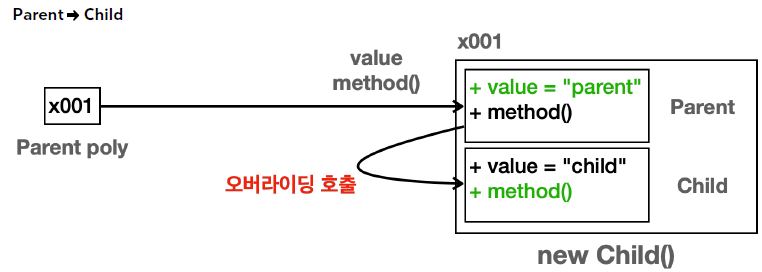 Parent → Child
x001
value
method()
x001
+ value = "parent"
+ method()
Parent
Parent poly
오버라이딩 호출
+ value = "child"
+ method()
Child
new Child()